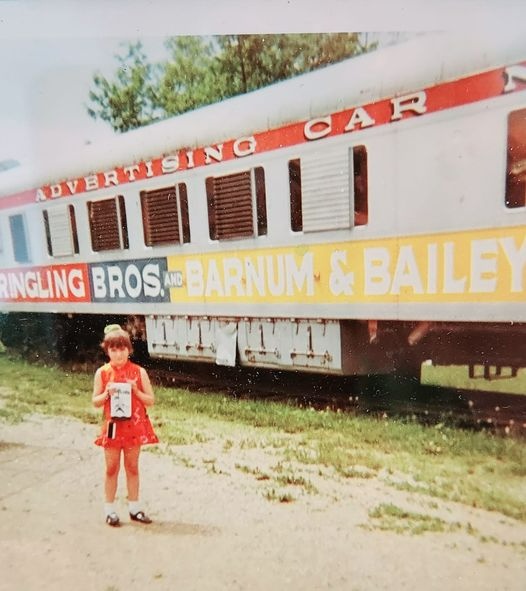 ADVERTISING CAR
RINGLING BROS. AND BARNUM & BAILEY